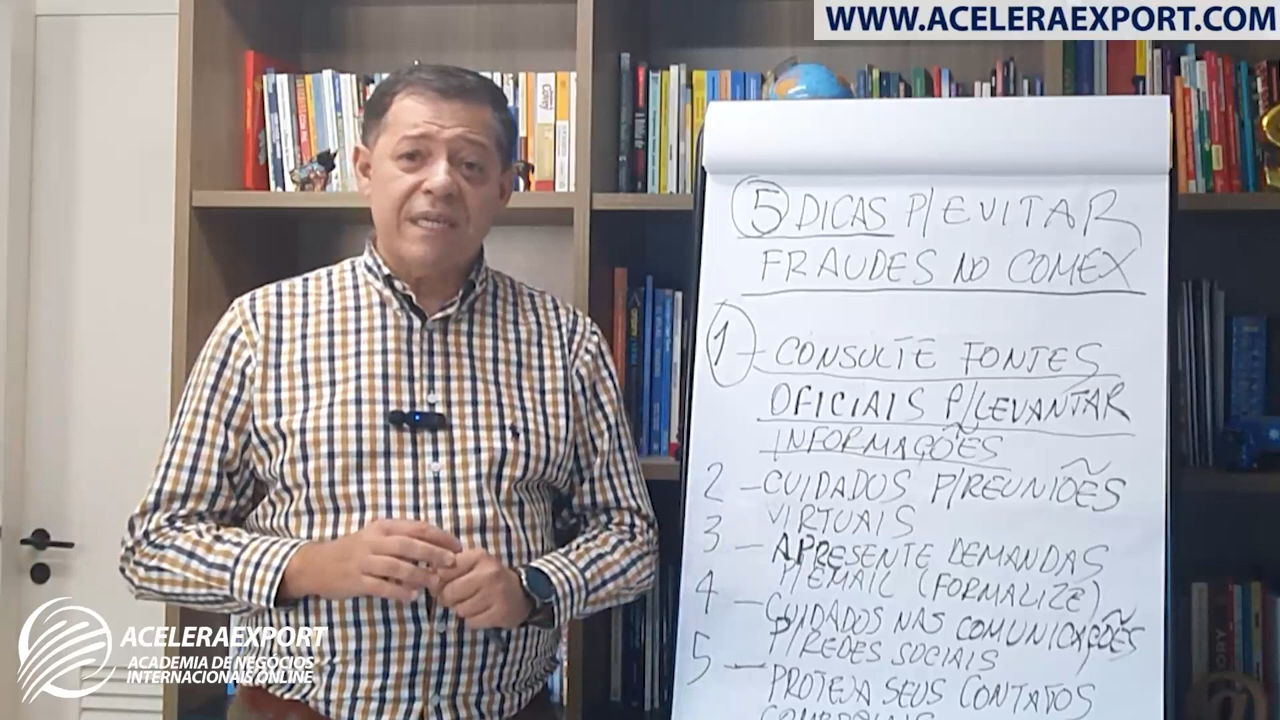 WWW.ACELERAEXPORT.COM
5 DICAS P/EVITAR
FRAUDES NO COMEX
1 - CONSULTE FONTES
OFICIAIS P/LEVANTAR
INFORMAÇÕES
2 - CUIDADOS P/REUNIÕES
VIRTUAIS
3 - APRESENTE DEMANDAS
P/EMAIL (FORMALIZE)
4 - CUIDADOS NAS COMUNICAÇÕES
P/REDES SOCIAIS
5 - PROTEJA SEUS CONTATOS
COMERCIAIS
ACELERAEXPORT
ACADEMIA DE NEGÓCIOS
INTERNACIONAIS ONLINE